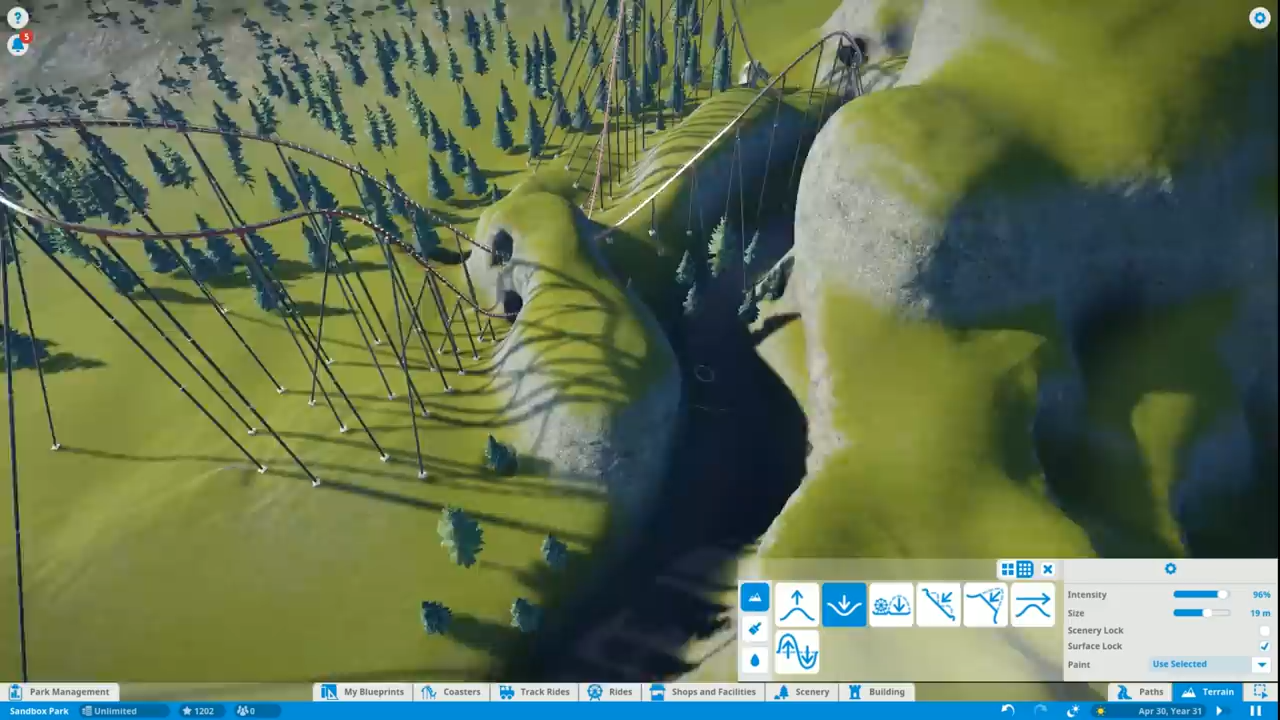 ?
5
Intensity 96%
Size 19 m
Scenery Lock
Surface Lock
Paint Use Selected
Park Management My Blueprints Coasters Track Rides Rides Shops and Facilities Scenery Building Paths Terrain
Sandbox Park Unlimited 1202 0 Apr 30, Year 31